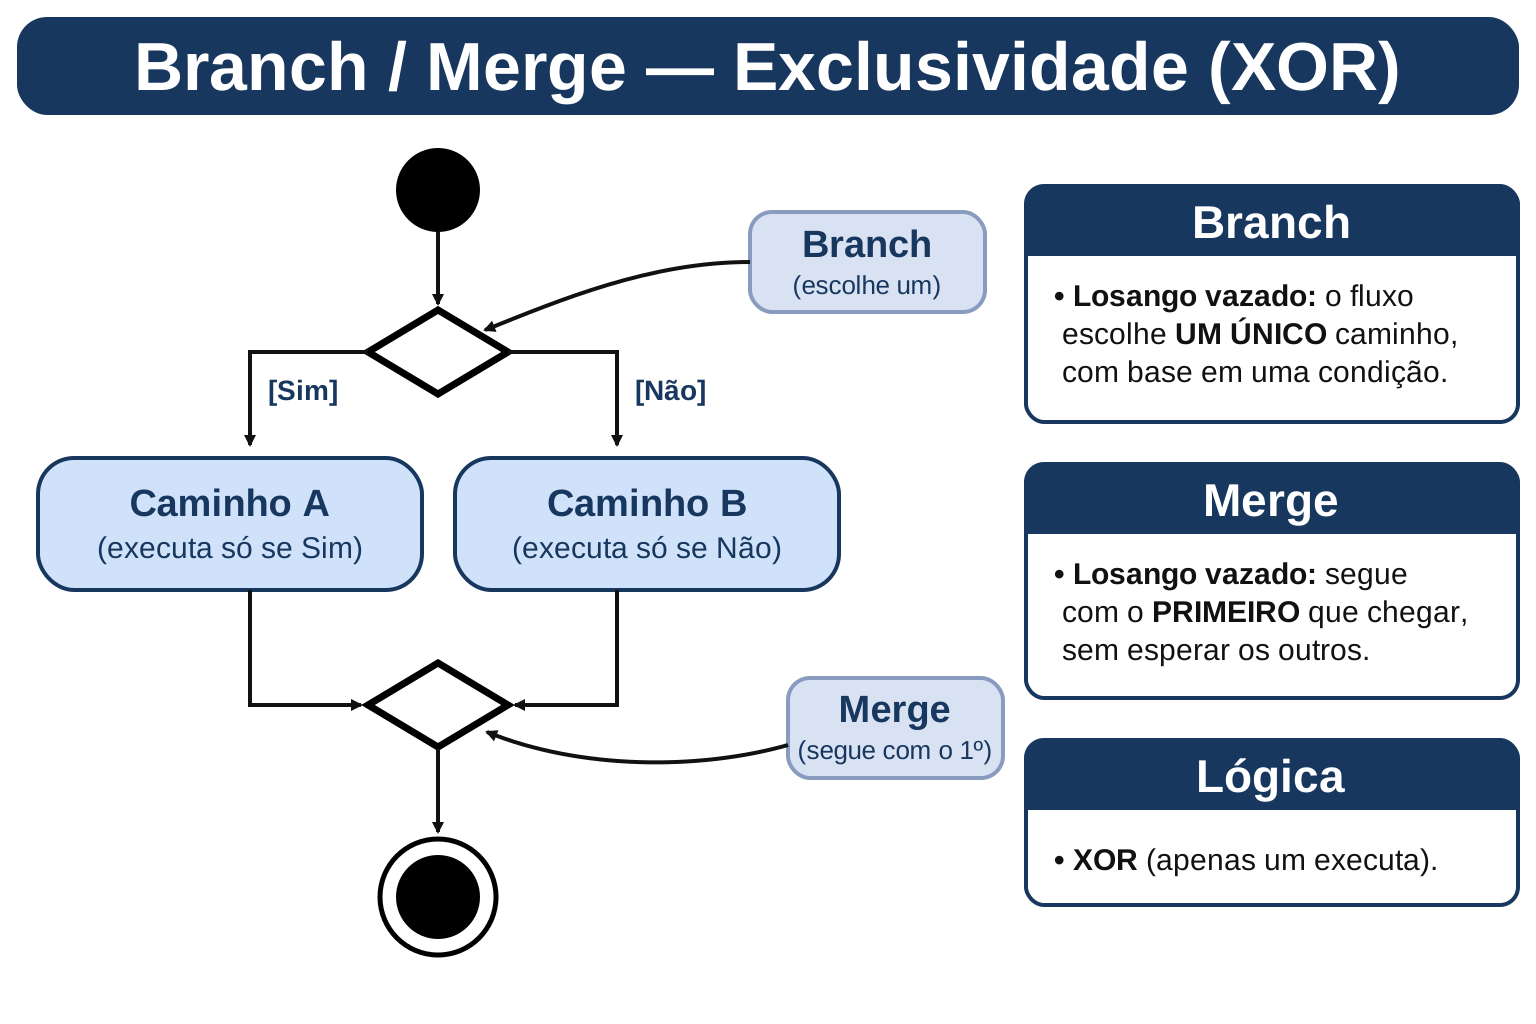 Branch / Merge — Exclusividade (XOR)
Branch
(escolhe um)
[Sim]
[Não]
Caminho A
(executa só se Sim)
Caminho B
(executa só se Não)
Merge
(segue com o 1º)
Branch
• Losango vazado: o fluxo
escolhe UM ÚNICO caminho,
com base em uma condição.
Merge
• Losango vazado: segue
com o PRIMEIRO que chegar,
sem esperar os outros.
Lógica
• XOR (apenas um executa).